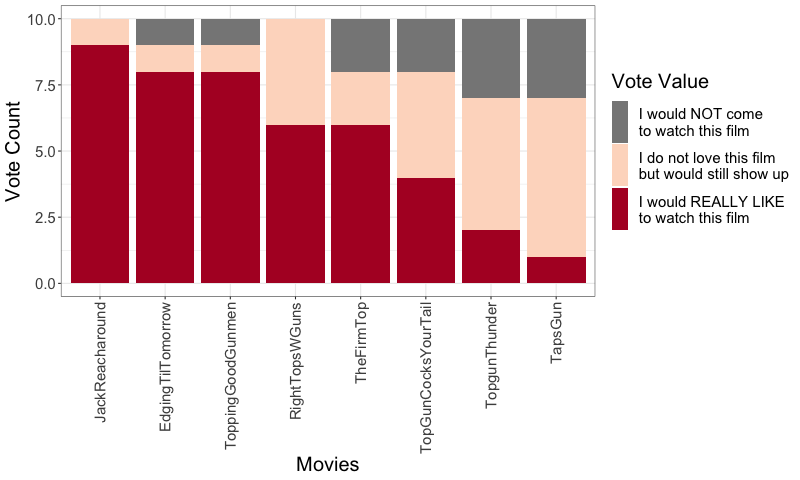 10.0
7.5
5.0
2.5
0.0
Vote Count
JackReacharound
EdgingTilTomorrow
ToppingGoodGunmen
RightTopsWGuns
TheFirmTop
TopGunCocksYourTail
TopgunThunder
TapsGun
Movies
Vote Value
I would NOT come
to watch this film
I do not love this film
but would still show up
I would REALLY LIKE
to watch this film